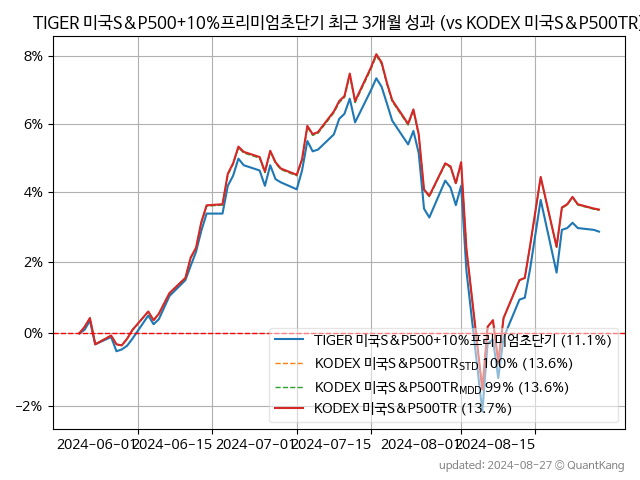 TIGER 미국S&P500+10%프리미엄초단기 최근 3개월 성과 (vs KODEX 미국S&P500TR)
8%
6%
4%
2%
0%
−2%
TIGER 미국S&P500+10%프리미엄초단기 (11.1%)
KODEX 미국S&P500TR_STD 100% (13.6%)
KODEX 미국S&P500TR_MDD 99% (13.6%)
KODEX 미국S&P500TR (13.7%)
2024-06-01 2024-06-15 2024-07-01 2024-07-15 2024-08-01 2024-08-15
updated: 2024-08-27 © QuantKang